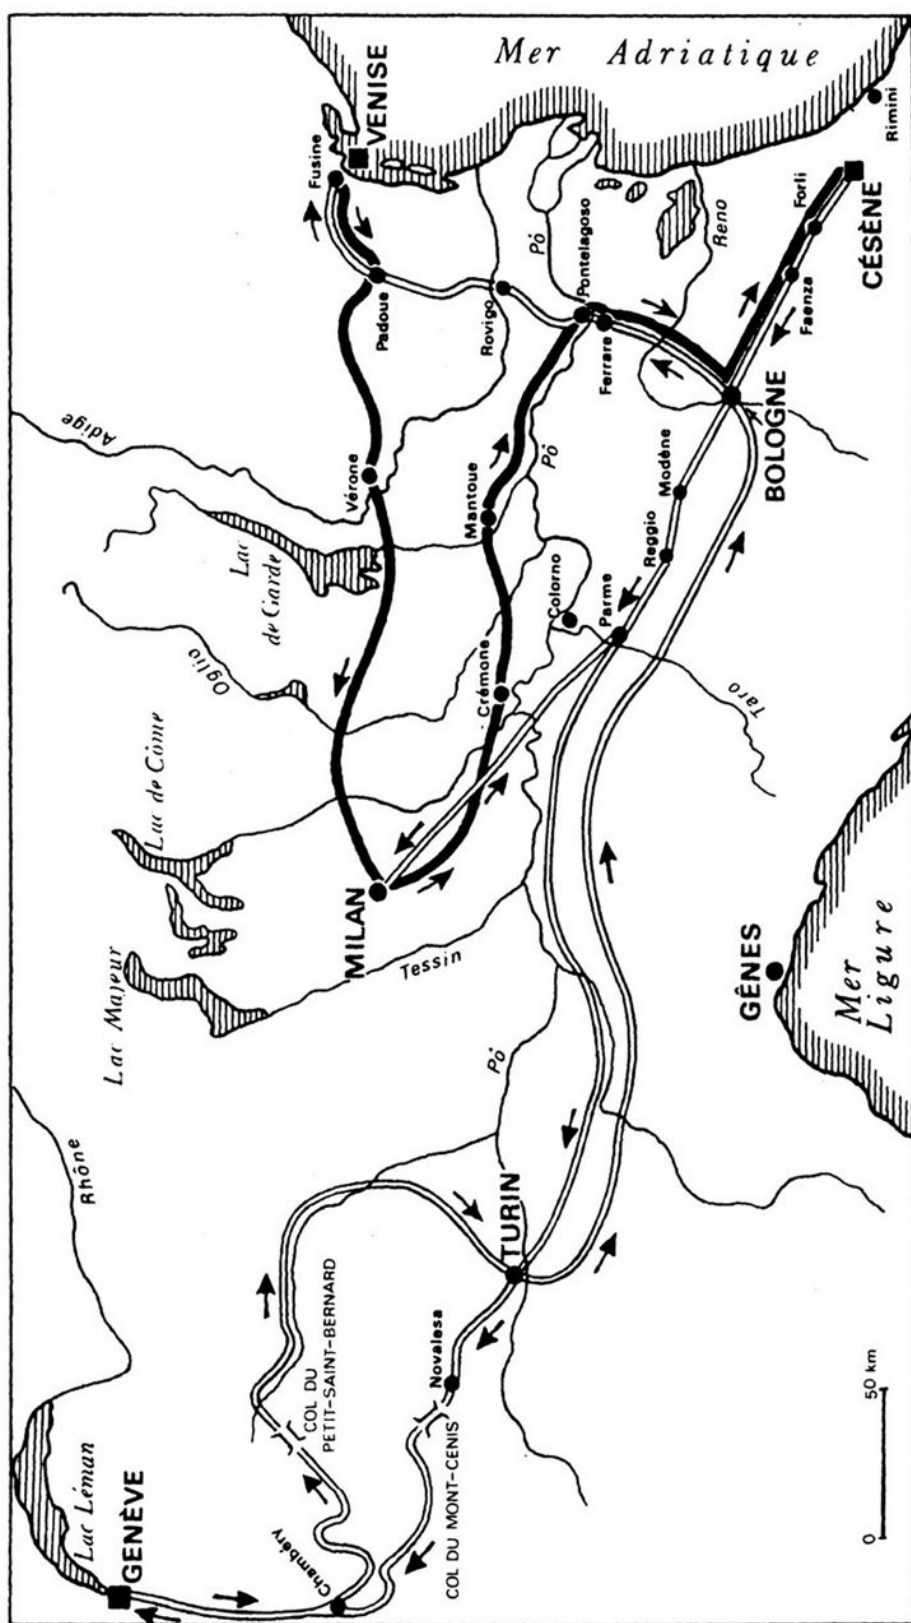 Mer Adriatique
VENISE
Fusine
Padoue
Rovigo
Pô
Pontelagoso
Ferrare
Reno
Rimini
Forli
CÉSÈNE
Faenza
BOLOGNE
Modène
Reggio
Parme
Colorno
Taro
Adige
Vérone
Mantoue
Pô
Lac
de Garde
Oglio
Crémone
Lac de Côme
MILAN
Lac Majeur
Tessin
GÊNES
Mer
Ligure
Pô
Rhône
TURIN
Novalesa
COL DU
PETIT-SAINT-BERNARD
COL DU MONT-CENIS
Lac Léman
GENÈVE
Chambéry
0
50 km